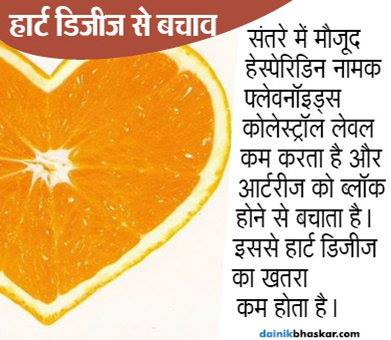 हार्ट डिजीज से बचाव
संतरे में मौजूद
हेस्पेरिडिन नामक
फ्लेवनॉइड्स
कोलेस्ट्रॉल लेवल
कम करता है और
आर्टरीज को ब्लॉक
होने से बचाता है।
इससे हार्ट डिजीज
का खतरा
कम होता है।
dainikbhaskar.com